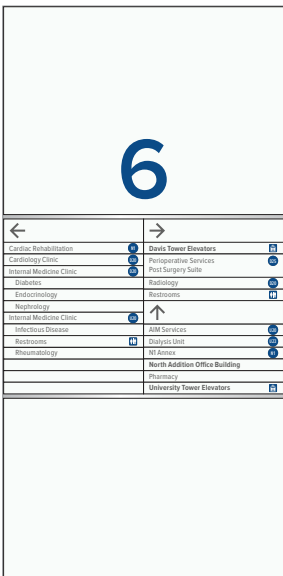 6
←
Cardiac Rehabilitation N1
Cardiology Clinic
Internal Medicine Clinic
Diabetes
Endocrinology
Nephrology
Internal Medicine Clinic
Infectious Disease
Restrooms
Rheumatology
→
Davis Tower Elevators
Perioperative Services
Post Surgery Suite
Radiology
Restrooms
↑
AIM Services
Dialysis Unit
N1 Annex N1
North Addition Office Building
Pharmacy
University Tower Elevators